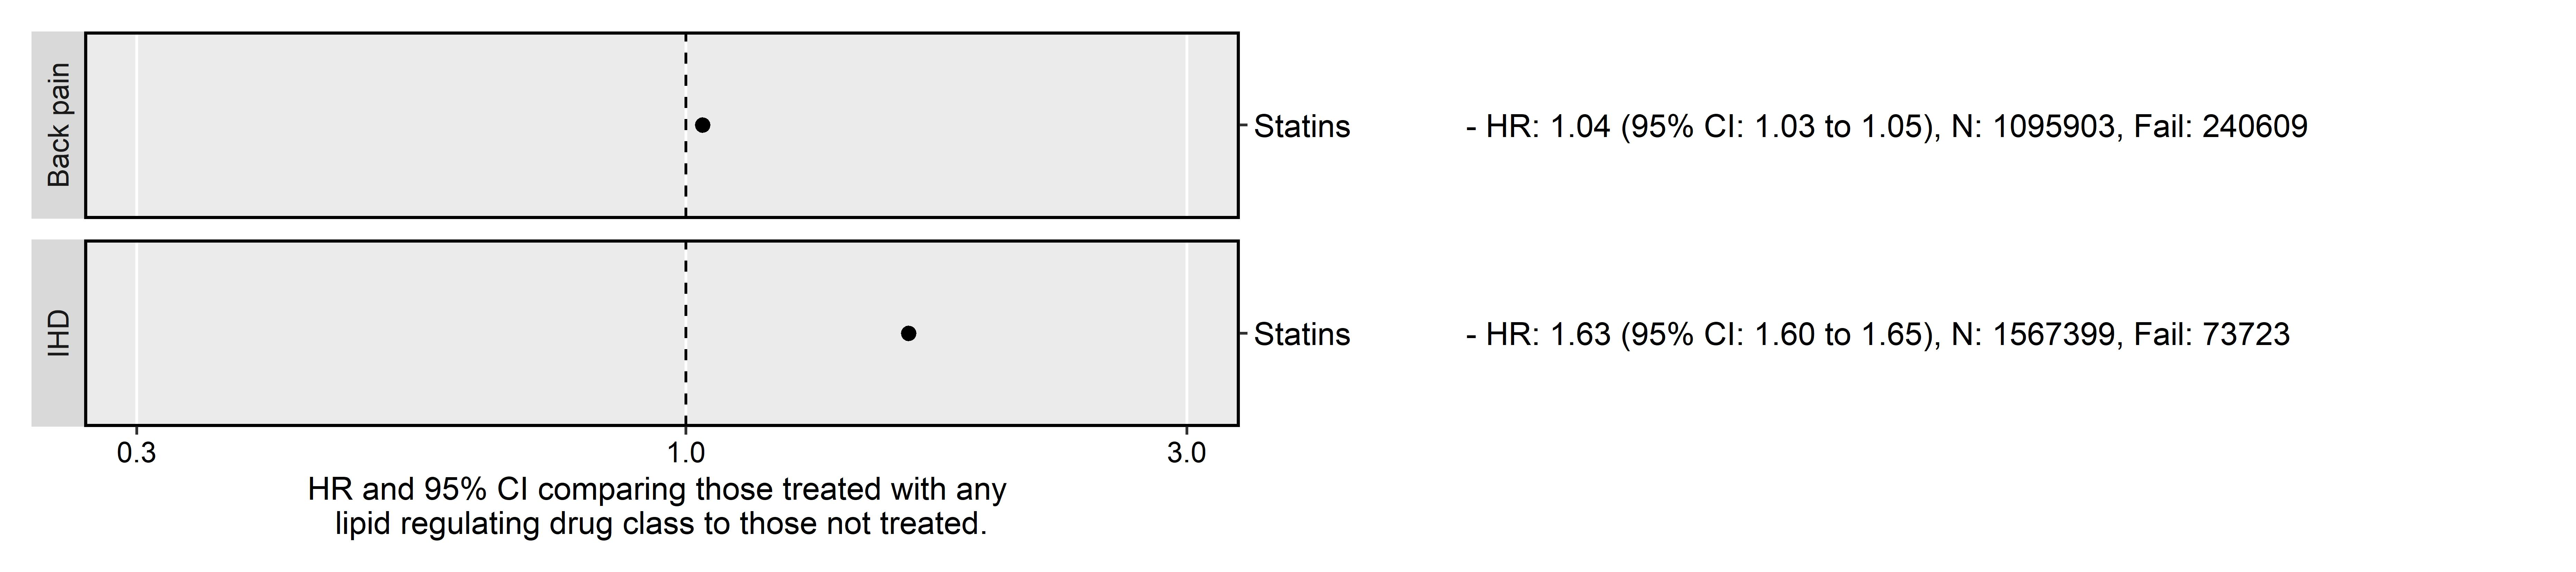 Back pain
Statins - HR: 1.04 (95% CI: 1.03 to 1.05), N: 1095903, Fail: 240609
IHD
Statins - HR: 1.63 (95% CI: 1.60 to 1.65), N: 1567399, Fail: 73723
0.3 1.0 3.0
HR and 95% CI comparing those treated with any
lipid regulating drug class to those not treated.